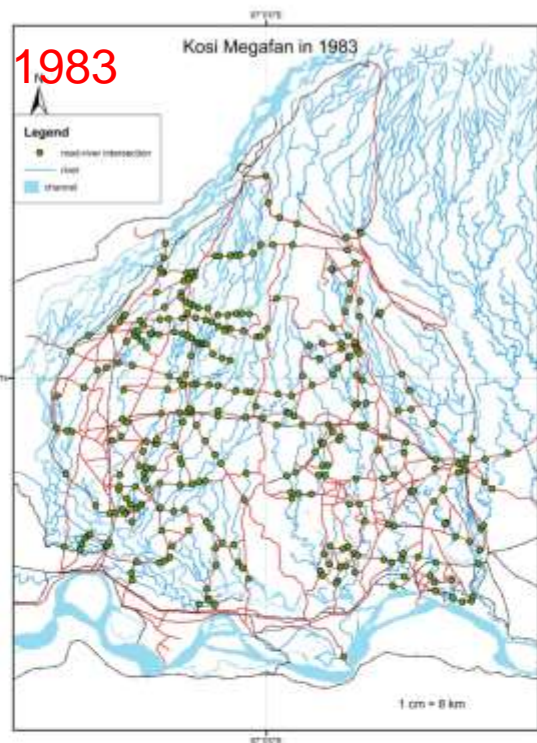 Kosi Megafan in 1983
1983
N
Legend
road-river intersection
river
channel
1 cm = 8 km